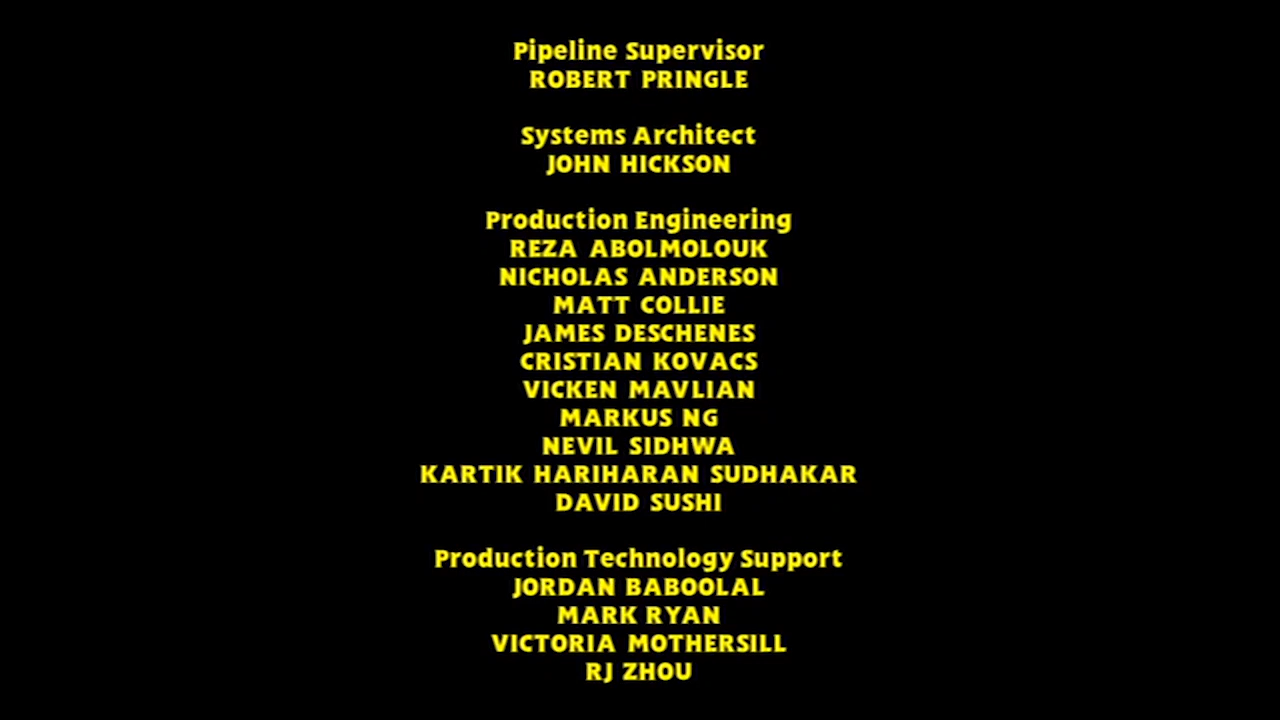 Pipeline Supervisor
ROBERT PRINGLE
Systems Architect
JOHN HICKSON
Production Engineering
REZA ABOLMOLOUK
NICHOLAS ANDERSON
MATT COLLIE
JAMES DESCHENES
CRISTIAN KOVACS
VICKEN MAVLIAN
MARKUS NG
NEVIL SIDHWA
KARTIK HARIHARAN SUDHAKAR
DAVID SUSHI
Production Technology Support
JORDAN BABOOLAL
MARK RYAN
VICTORIA MOTHERSILL
RJ ZHOU